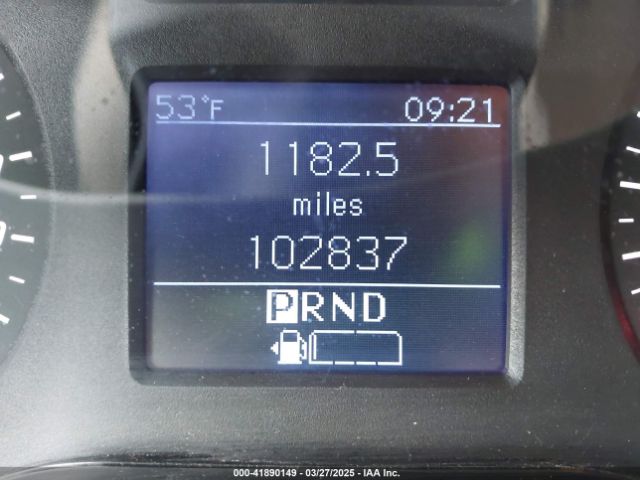 53°F 09:21
1182.5
miles
102837
PRND
000-41890149 - 03/27/2025 - IAA Inc.